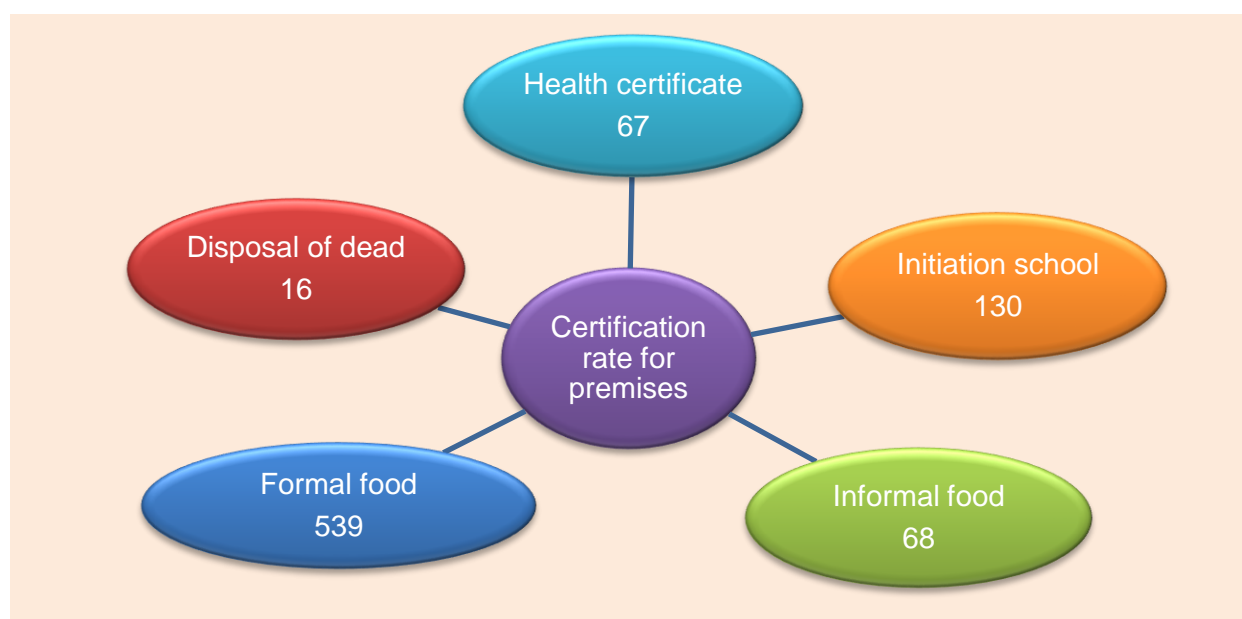 Health certificate
67
Disposal of dead
16
Initiation school
130
Certification
rate for
premises
Formal food
539
Informal food
68